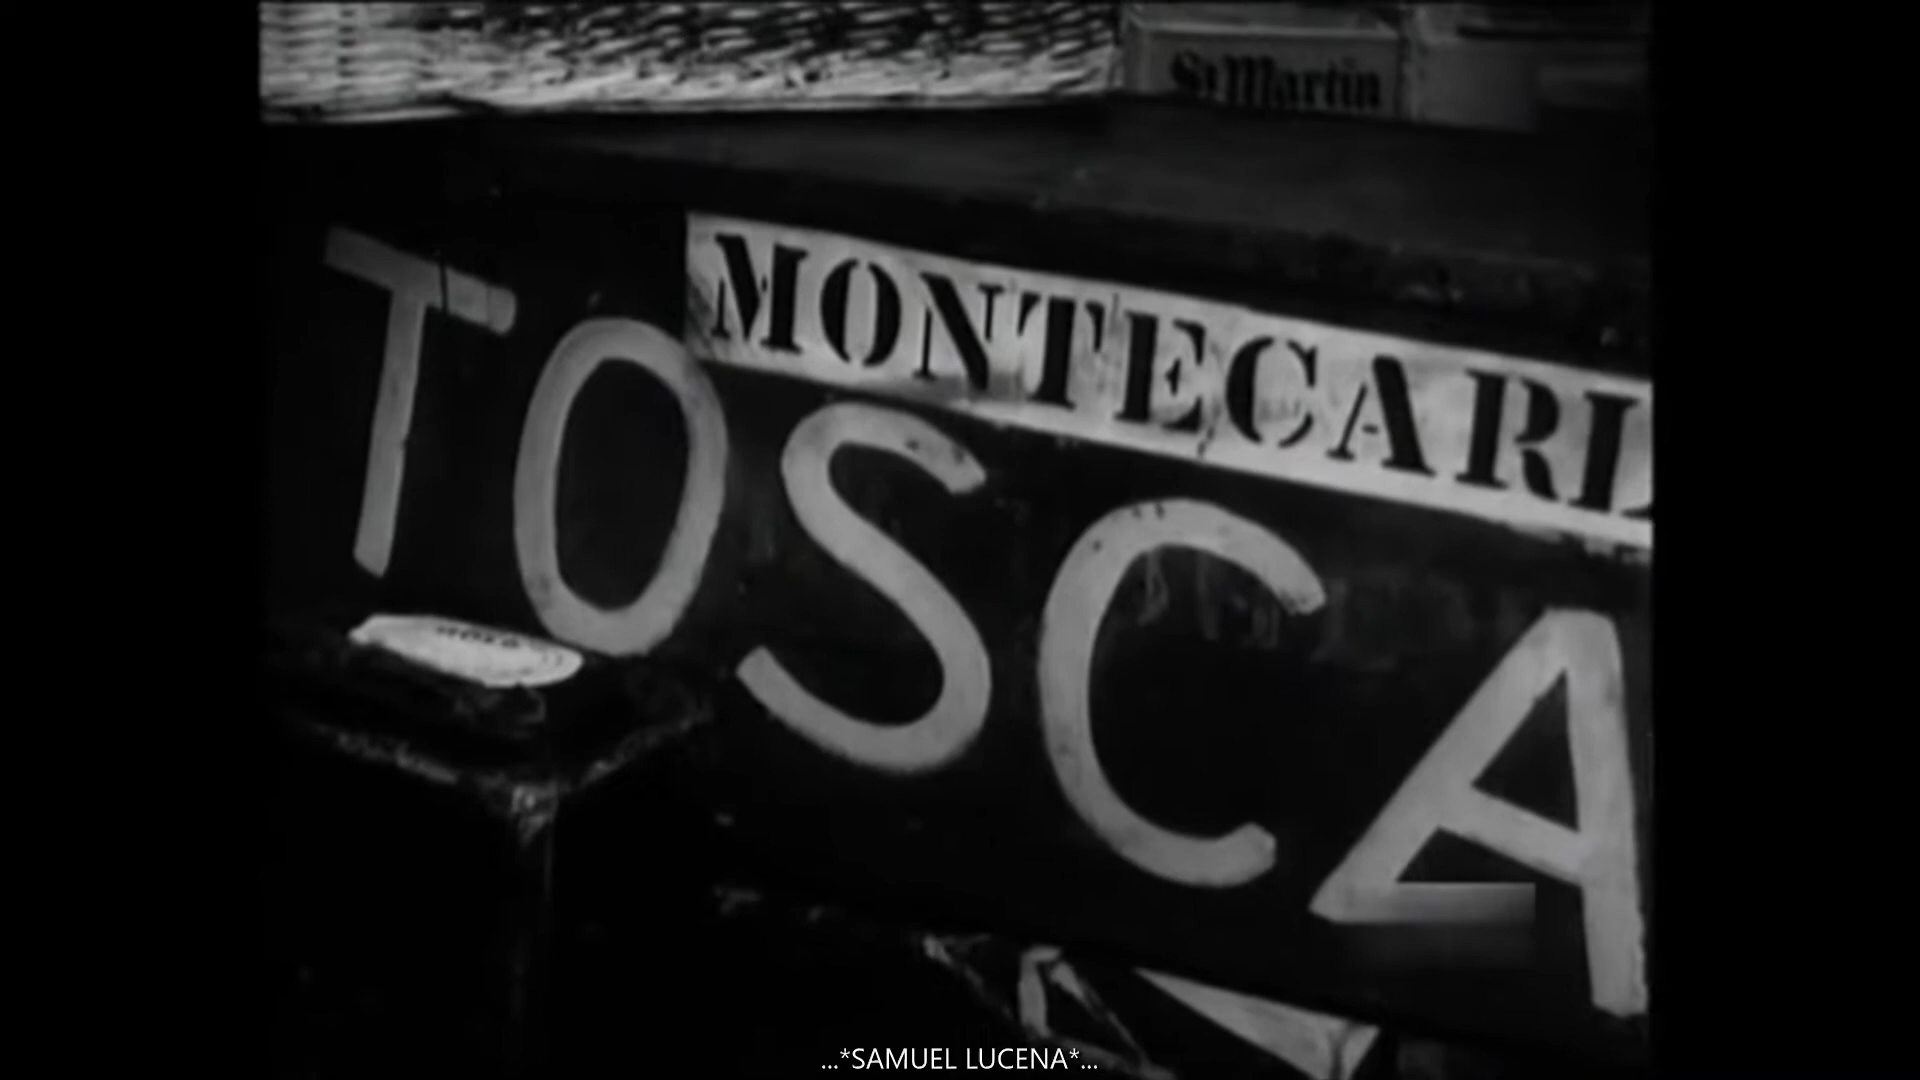 St Martin
MONTECARL
TOSCA
...*SAMUEL LUCENA*...